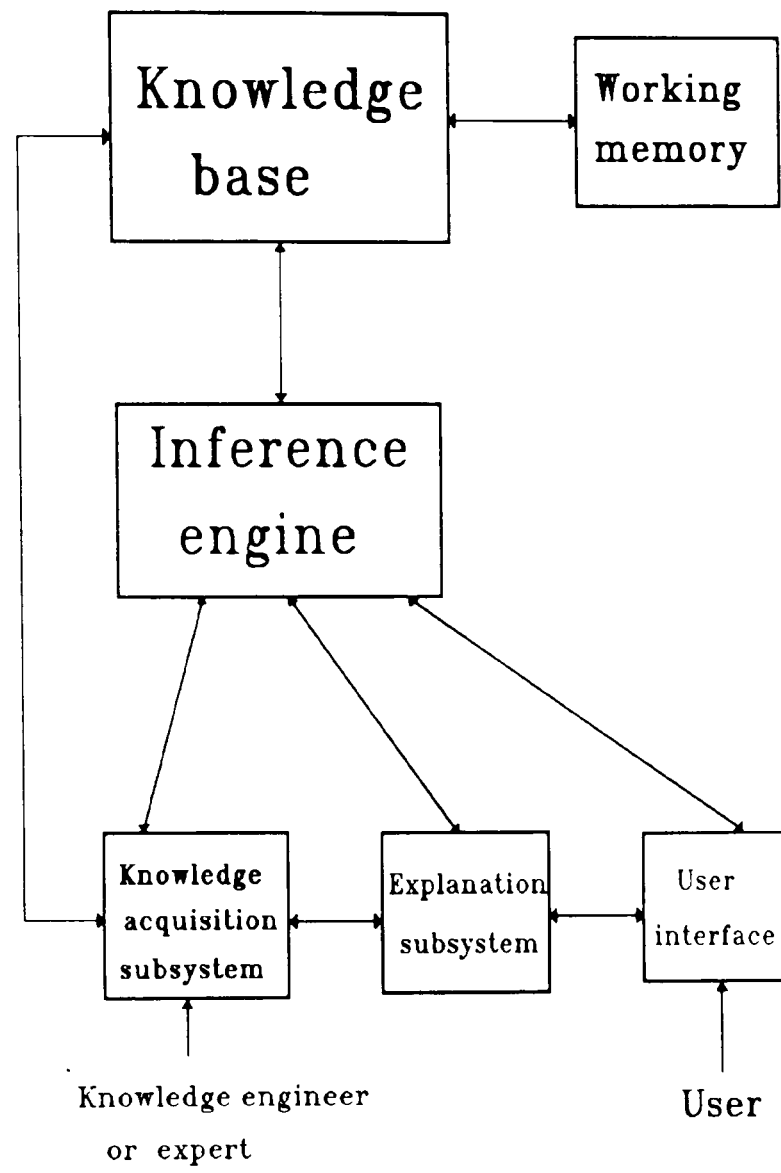 Knowledge
base
Working
memory
Inference
engine
Knowledge
acquisition
subsystem
Explanation
subsystem
User
interface
Knowledge engineer
or expert
User